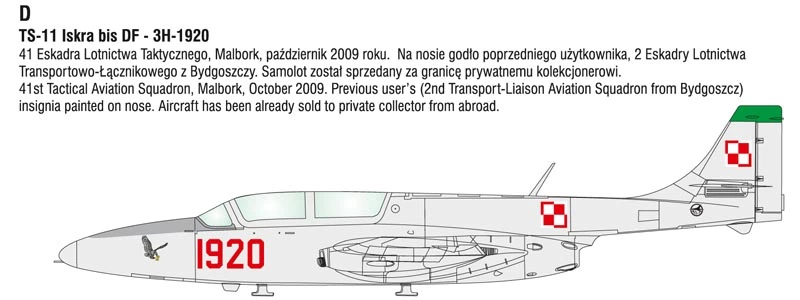 D
TS-11 Iskra bis DF - 3H-1920
41 Eskadra Lotnictwa Taktycznego, Malbork, październik 2009 roku. Na nosie godło poprzedniego użytkownika, 2 Eskadry Lotnictwa
Transportowo-Łącznikowego z Bydgoszczy. Samolot został sprzedany za granicę prywatnemu kolekcjonerowi.
41st Tactical Aviation Squadron, Malbork, October 2009. Previous user's (2nd Transport-Liaison Aviation Squadron from Bydgoszcz)
insignia painted on nose. Aircraft has been already sold to private collector from abroad.
1920